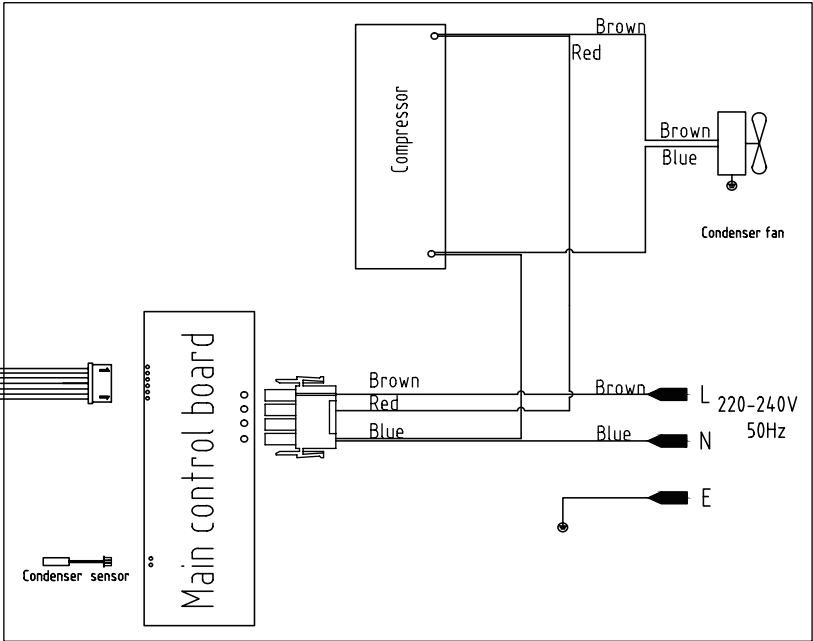 Brown
Red
Compressor
Brown
Blue
Condenser fan
Main control board
Brown
Red
Blue
Brown
L
220-240V
50Hz
Blue
N
E
Condenser sensor